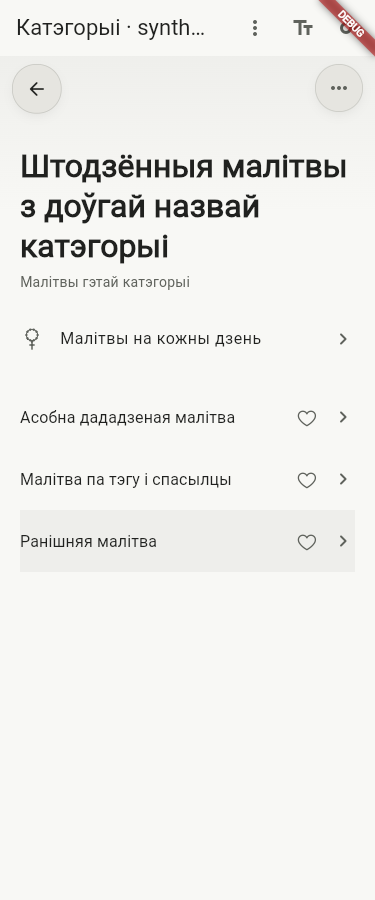 Катэгорыі · synth…
DEBUG
Штодзённыя малітвы
з доўгай назвай
катэгорыі
Малітвы гэтай катэгорыі
Малітвы на кожны дзень
Асобна дададзеная малітва
Малітва па тэгу і спасылцы
Ранішняя малітва